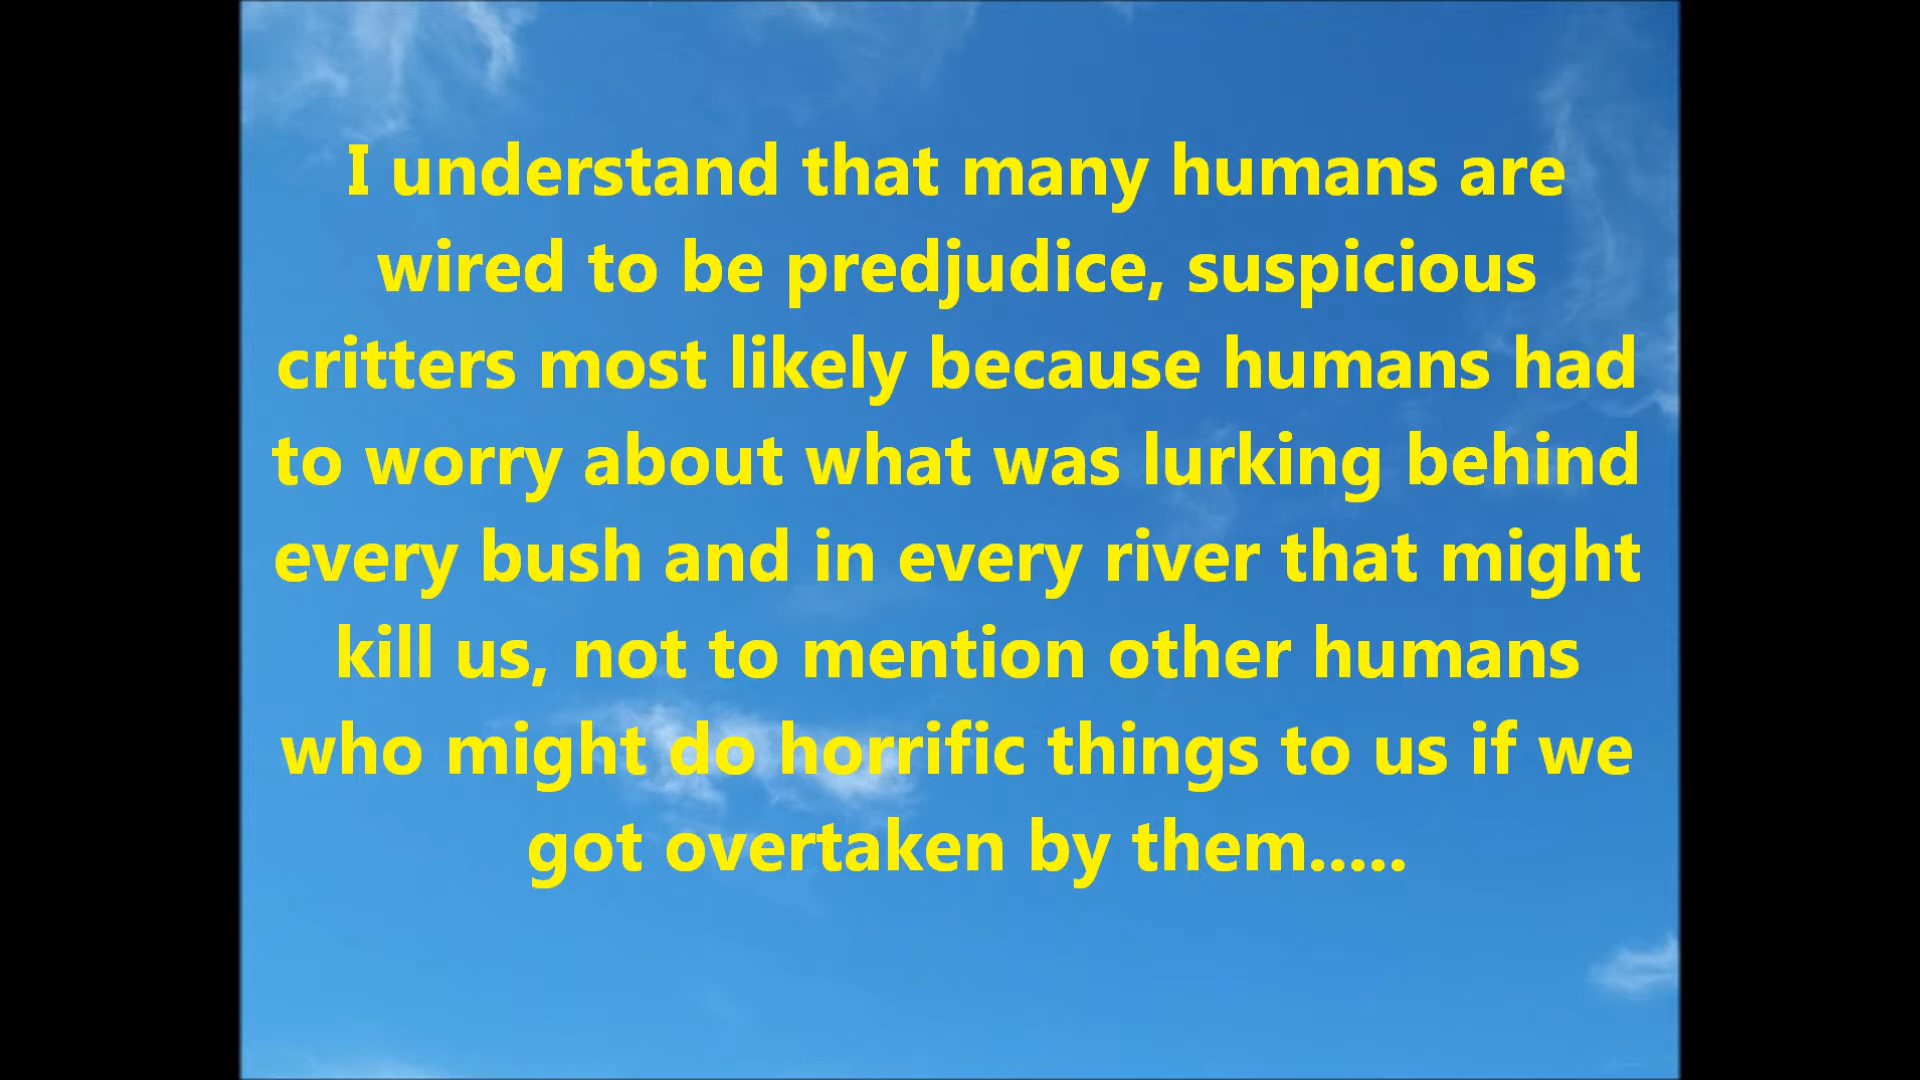 I understand that many humans are
wired to be predjudice, suspicious
critters most likely because humans had
to worry about what was lurking behind
every bush and in every river that might
kill us, not to mention other humans
who might do horrific things to us if we
got overtaken by them.....